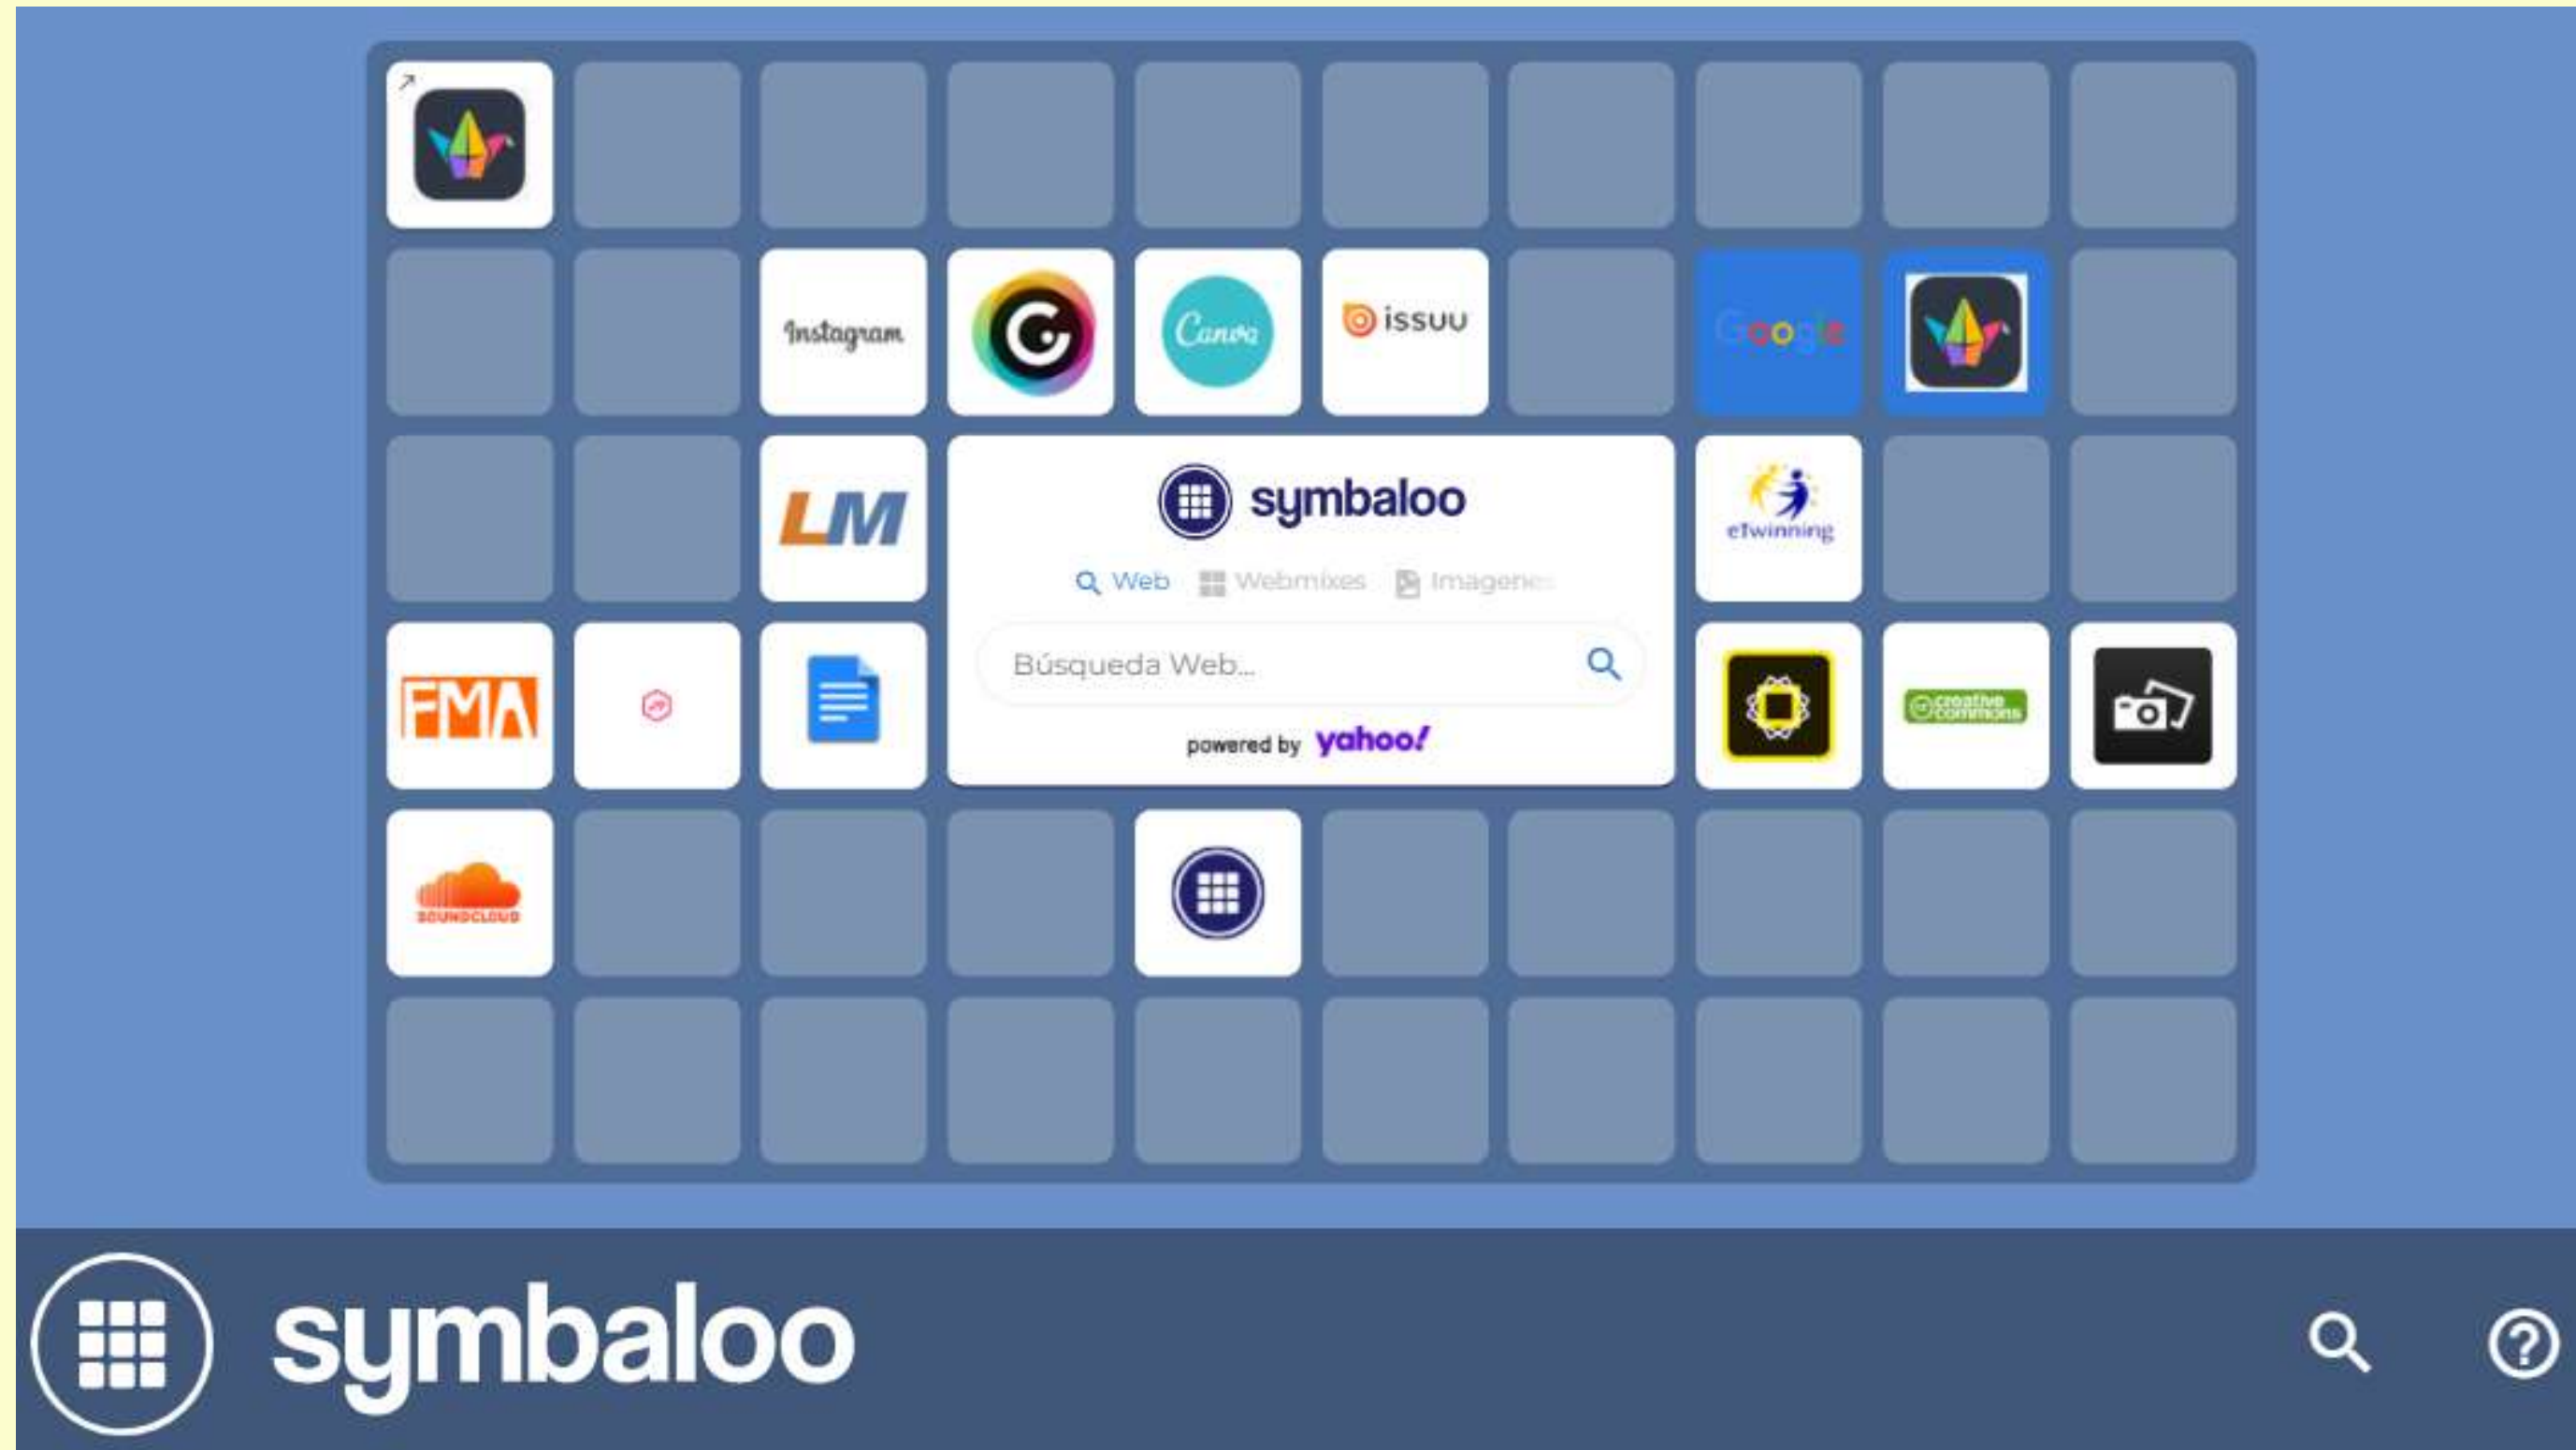 Instagram
Canva
issuu
Google
LM
symbaloo
Web Webmixes Imagenes
eTwinning
Búsqueda Web...
powered by yahoo!
FMA
creative
commons
SOUNDCLOUD
symbaloo